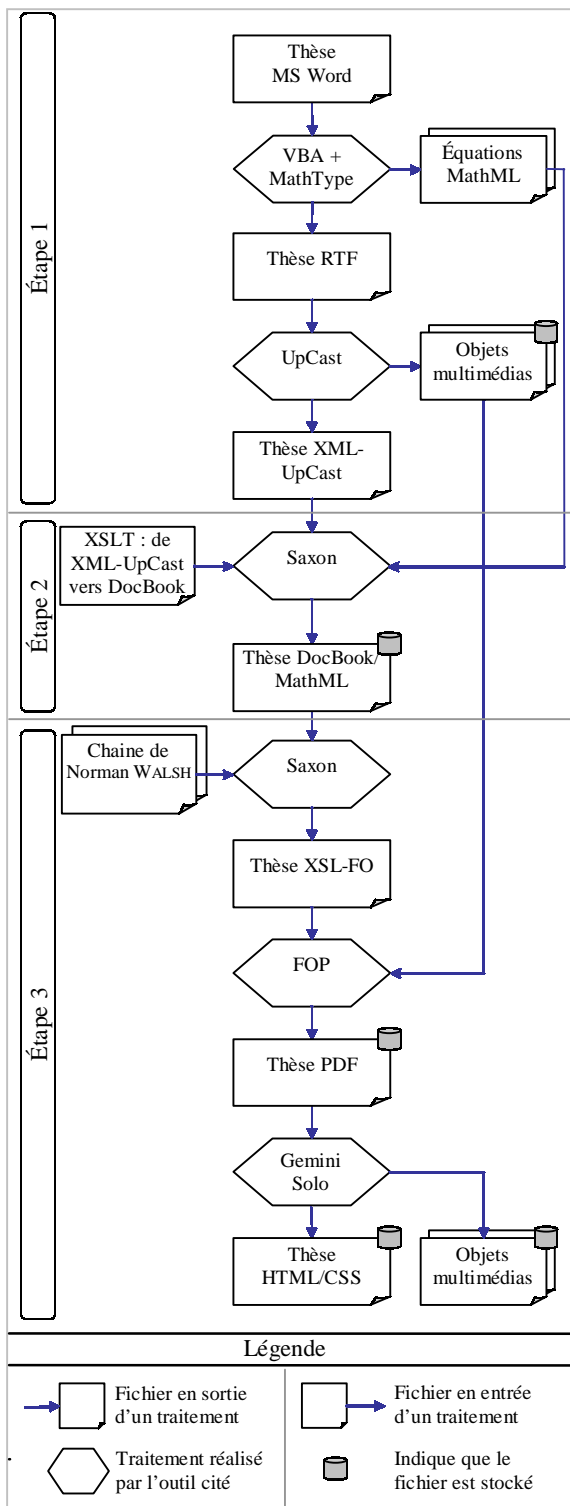 Étape 1
Thèse
MS Word
VBA +
MathType
Équations
MathML
Thèse RTF
UpCast
Objets
multimédias
Thèse XML-
UpCast
Étape 2
XSLT : de
XML-UpCast
vers DocBook
Saxon
Thèse DocBook/
MathML
Étape 3
Chaine de
Norman WALSH
Saxon
Thèse XSL-FO
FOP
Thèse PDF
Gemini
Solo
Thèse
HTML/CSS
Objets
multimédias
Légende
Fichier en sortie
d’un traitement
Fichier en entrée
d’un traitement
Traitement réalisé
par l’outil cité
Indique que le
fichier est stocké